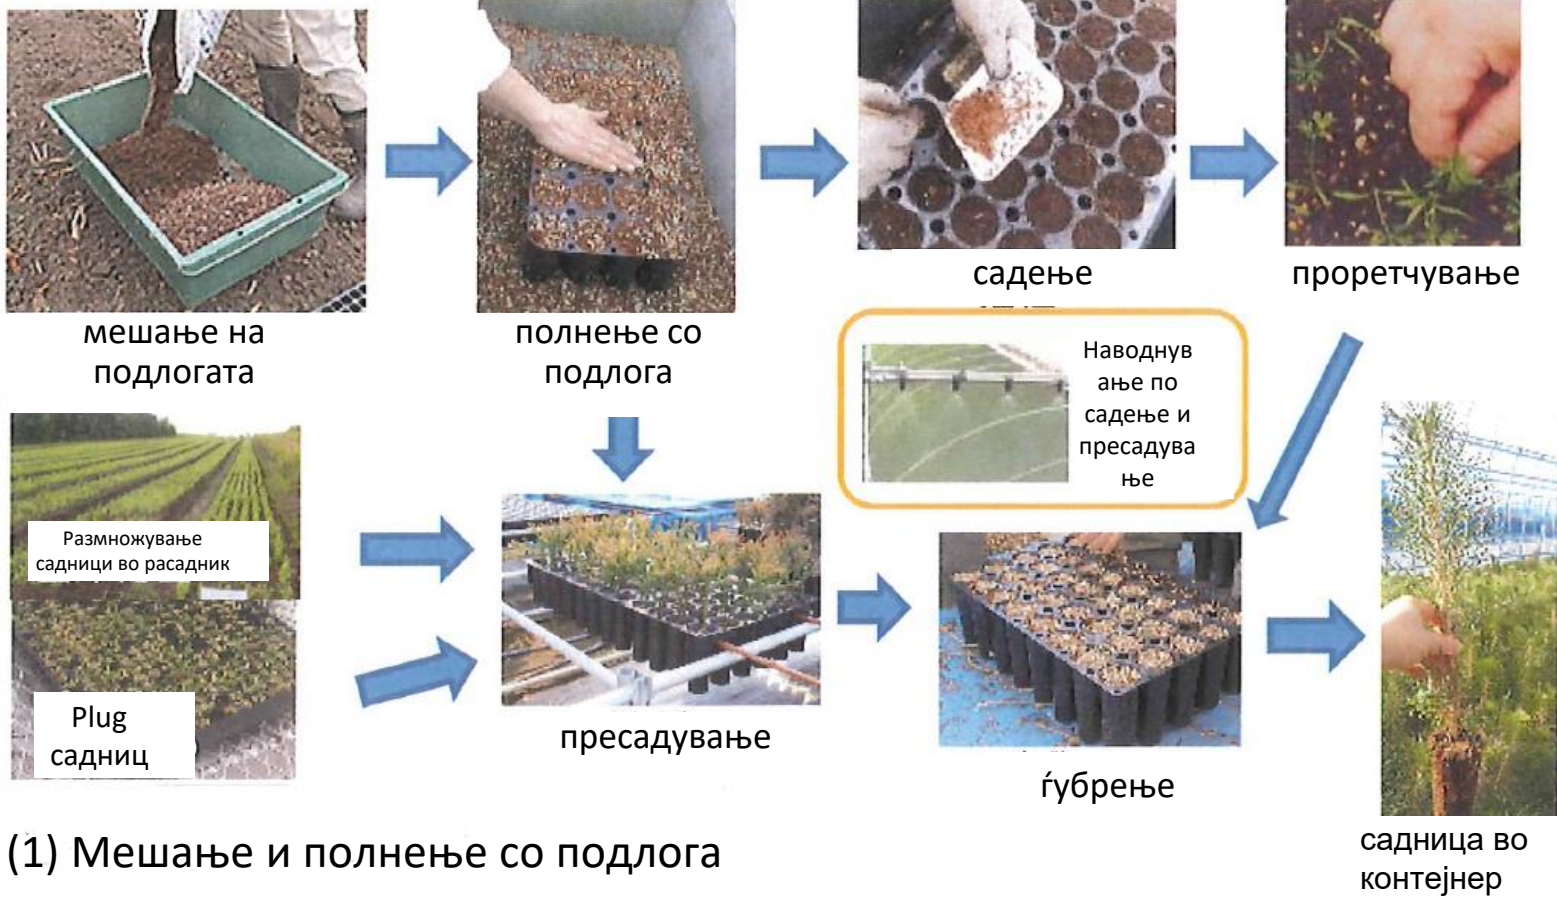 садење
проретчување
мешање на
подлогата
полнење со
подлога
Наводнув
ање по
садење и
пресадува
ње
Размножување
садници во расадник
Plug
садниц
пресадување
ѓубрење
садница во
контејнер
(1) Мешање и полнење со подлога